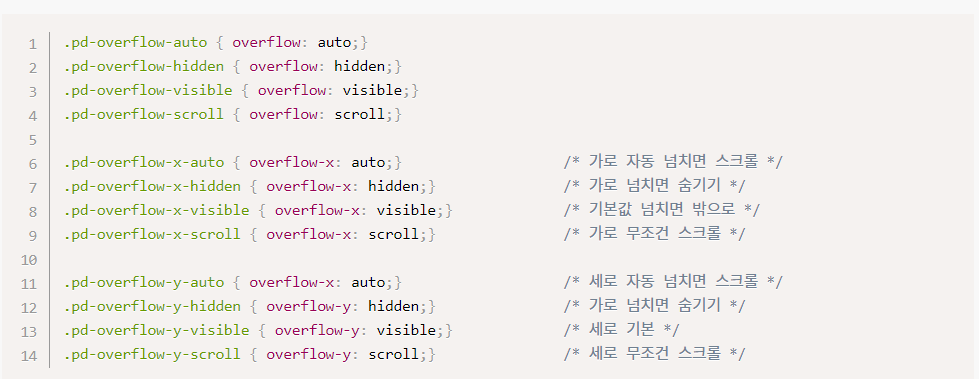 1 .pd-overflow-auto { overflow: auto;}
2 .pd-overflow-hidden { overflow: hidden;}
3 .pd-overflow-visible { overflow: visible;}
4 .pd-overflow-scroll { overflow: scroll;}
5
6 .pd-overflow-x-auto { overflow-x: auto;} /* 가로 자동 넘치면 스크롤 */
7 .pd-overflow-x-hidden { overflow-x: hidden;} /* 가로 넘치면 숨기기 */
8 .pd-overflow-x-visible { overflow-x: visible;} /* 기본값 넘치면 밖으로 */
9 .pd-overflow-x-scroll { overflow-x: scroll;} /* 가로 무조건 스크롤 */
10
11 .pd-overflow-y-auto { overflow-x: auto;} /* 세로 자동 넘치면 스크롤 */
12 .pd-overflow-y-hidden { overflow-y: hidden;} /* 가로 넘치면 숨기기 */
13 .pd-overflow-y-visible { overflow-y: visible;} /* 세로 기본 */
14 .pd-overflow-y-scroll { overflow-y: scroll;} /* 세로 무조건 스크롤 */